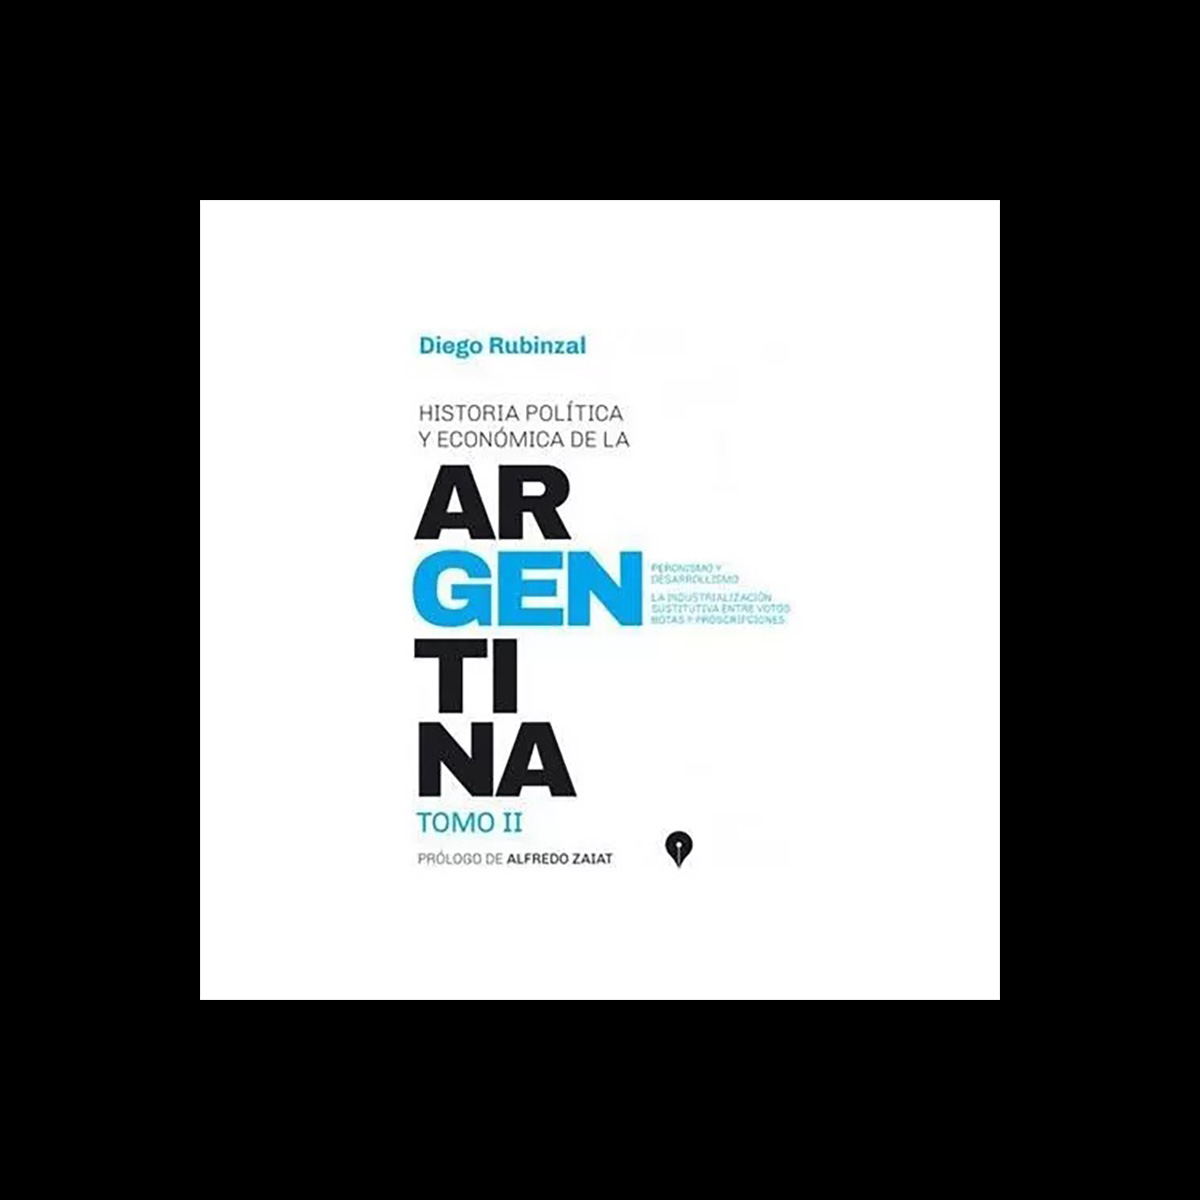 Diego Rubinzal
HISTORIA POLÍTICA
Y ECONÓMICA DE LA
AR
GEN
TI
NA
PERONISMO Y
DESARROLLISMO
LA INDUSTRIALIZACIÓN
SUSTITUTIVA ENTRE VOTOS
BOTAS Y PROSCRIPCIONES
TOMO II
PRÓLOGO DE ALFREDO ZAIAT